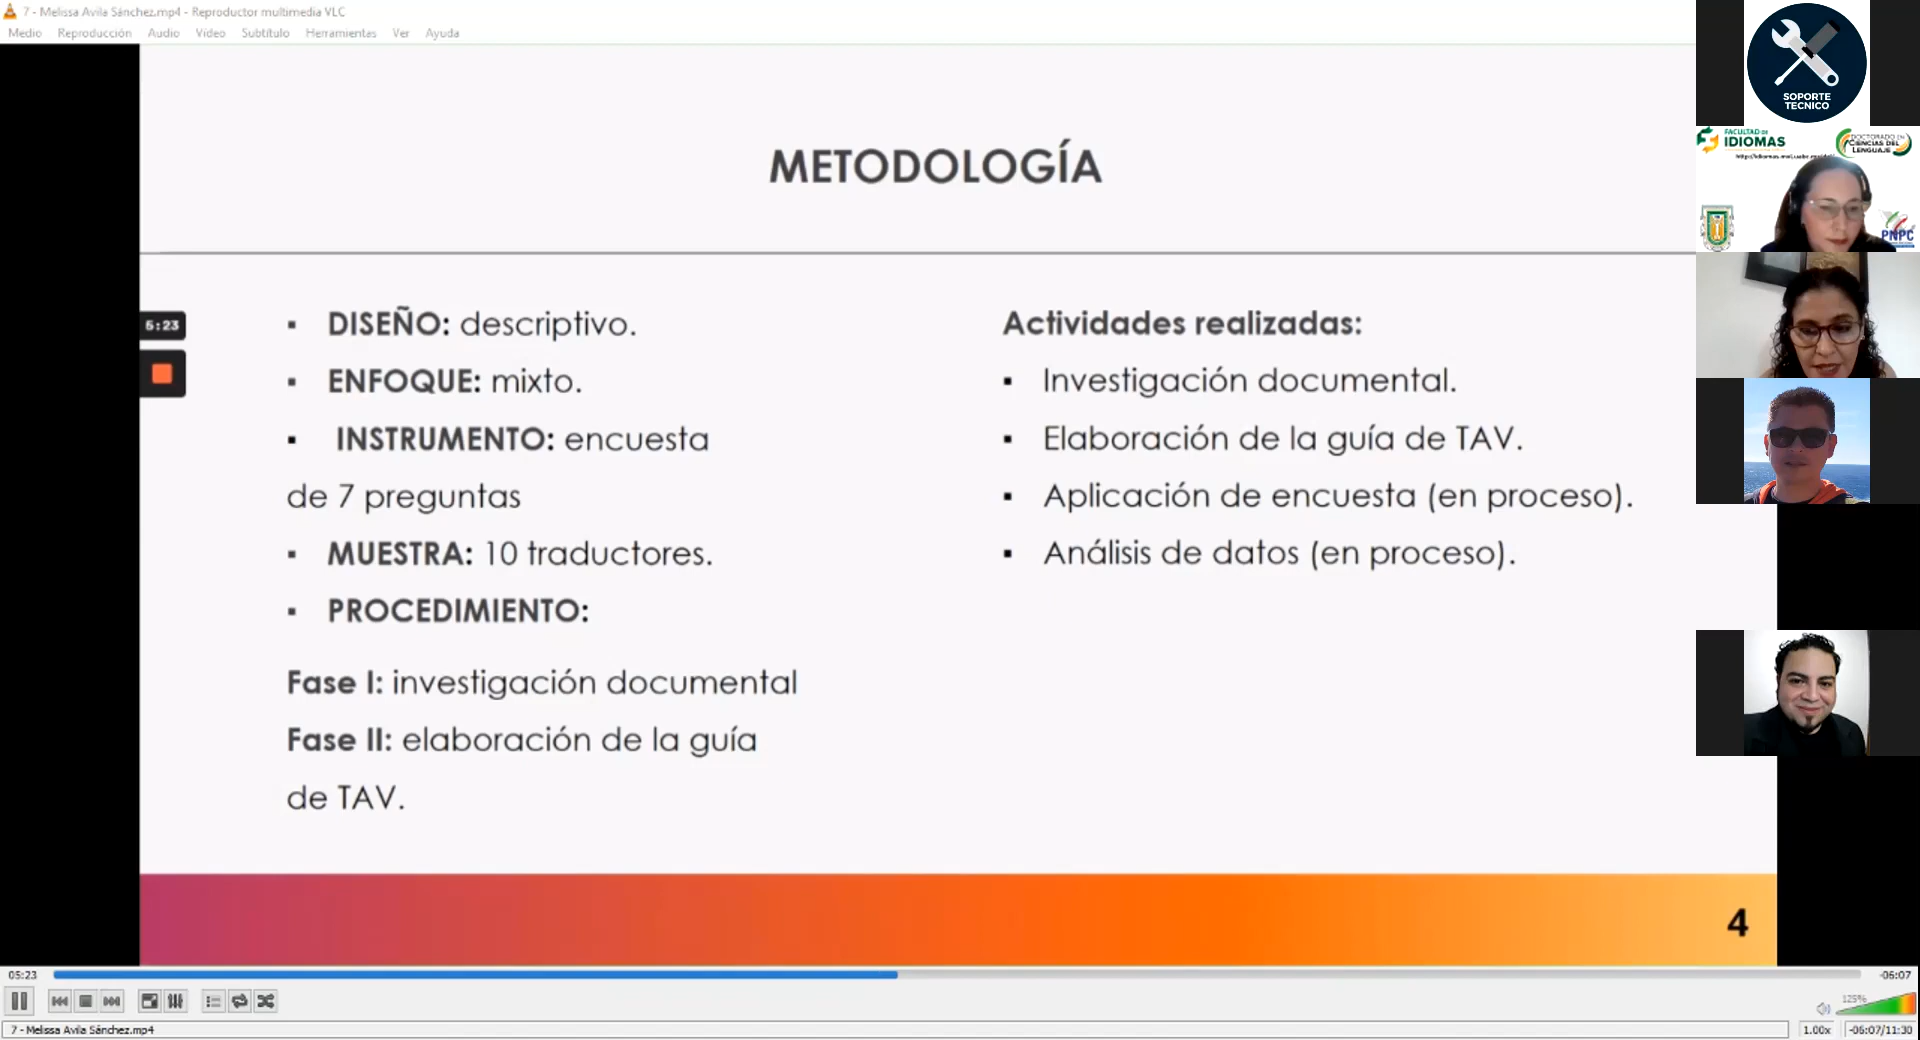 7 - Melissa Avila Sánchez.mp4 - Reproductor multimedia VLC
Medio Reproducción Audio Vídeo Subtítulo Herramientas Ver Ayuda
METODOLOGÍA
5:23
▪ DISEÑO: descriptivo.
▪ ENFOQUE: mixto.
▪ INSTRUMENTO: encuesta
de 7 preguntas
▪ MUESTRA: 10 traductores.
▪ PROCEDIMIENTO:
Fase I: investigación documental
Fase II: elaboración de la guía
de TAV.
Actividades realizadas:
▪ Investigación documental.
▪ Elaboración de la guía de TAV.
▪ Aplicación de encuesta (en proceso).
▪ Análisis de datos (en proceso).
4
SOPORTE
TECNICO
FACULTAD DE
IDIOMAS
DOCTORADO EN
CIENCIAS DEL
LENGUAJE
PNPC
05:23
-06:07
125%
7 - Melissa Avila Sánchez.mp4
1.00x
-06:07/11:30